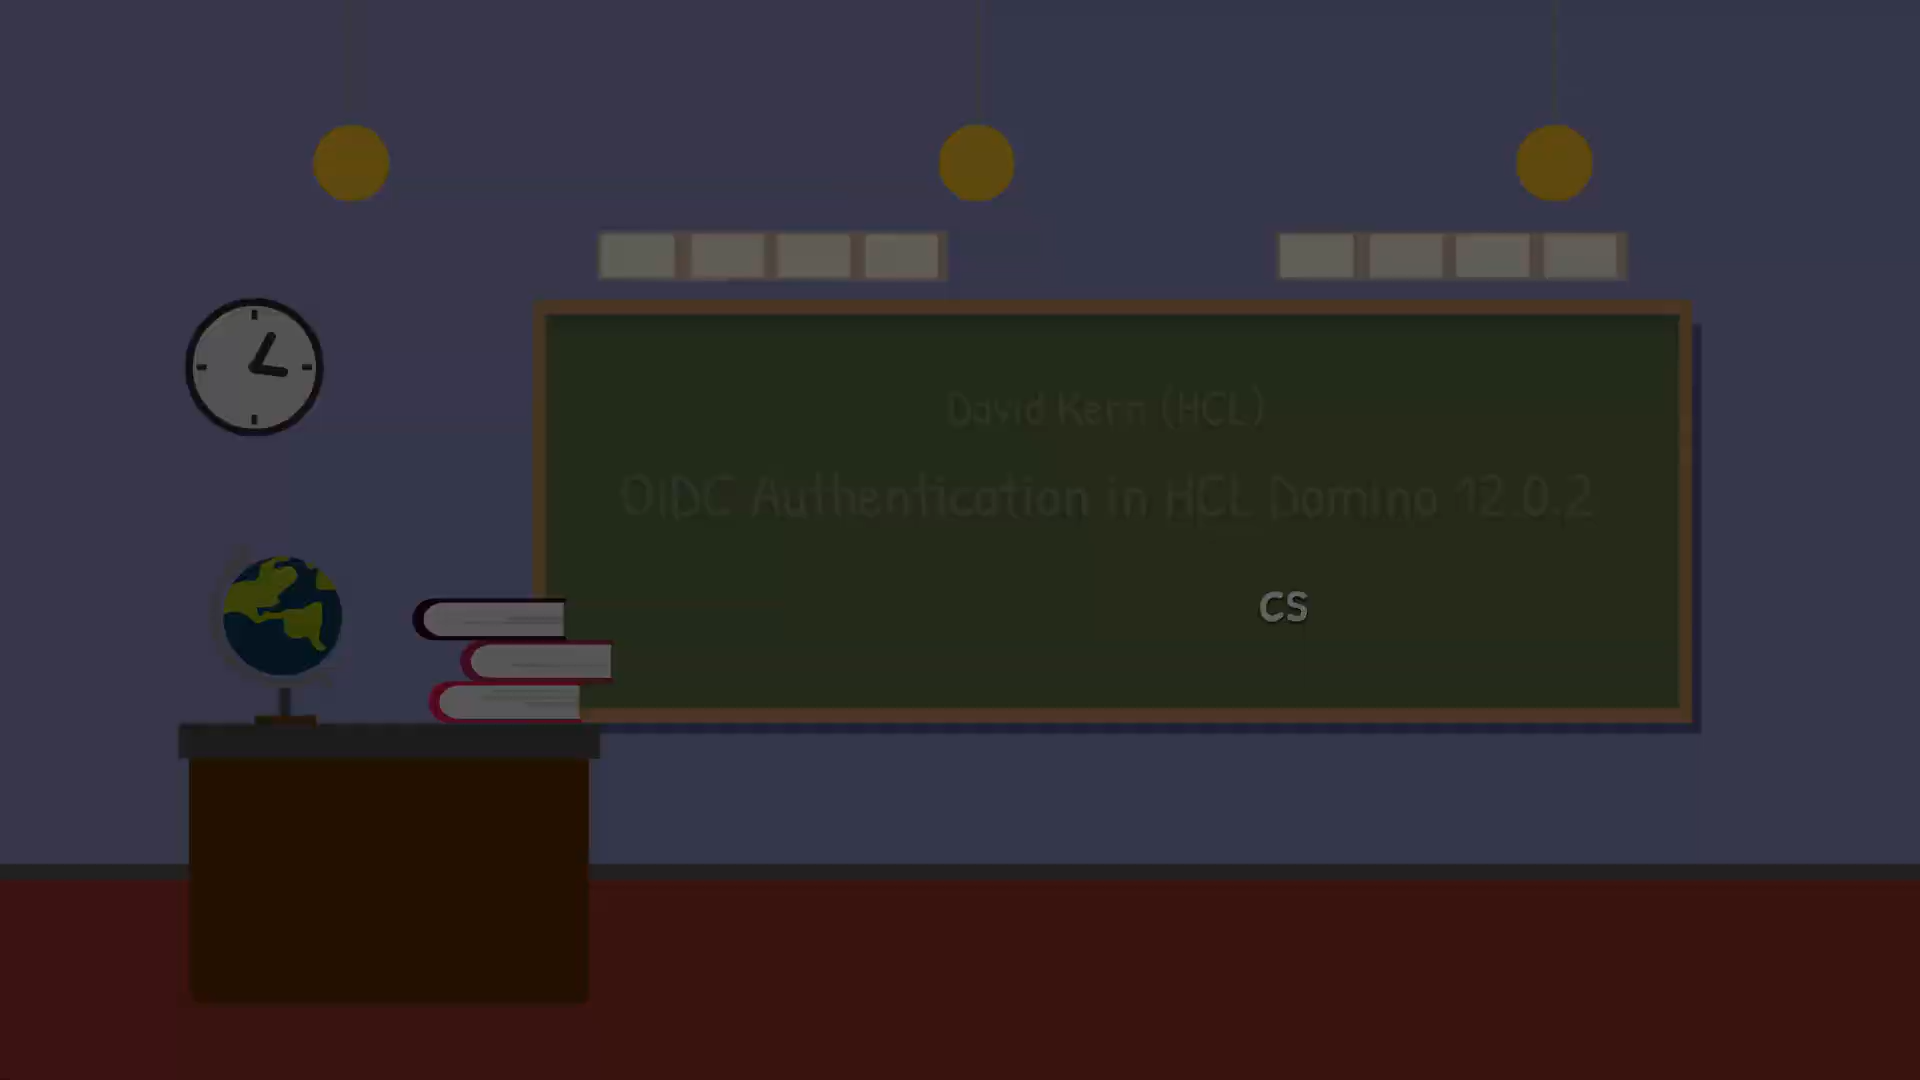 David Kern (HCL)
OIDC Authentication in HCL Domino 12.0.2
CS